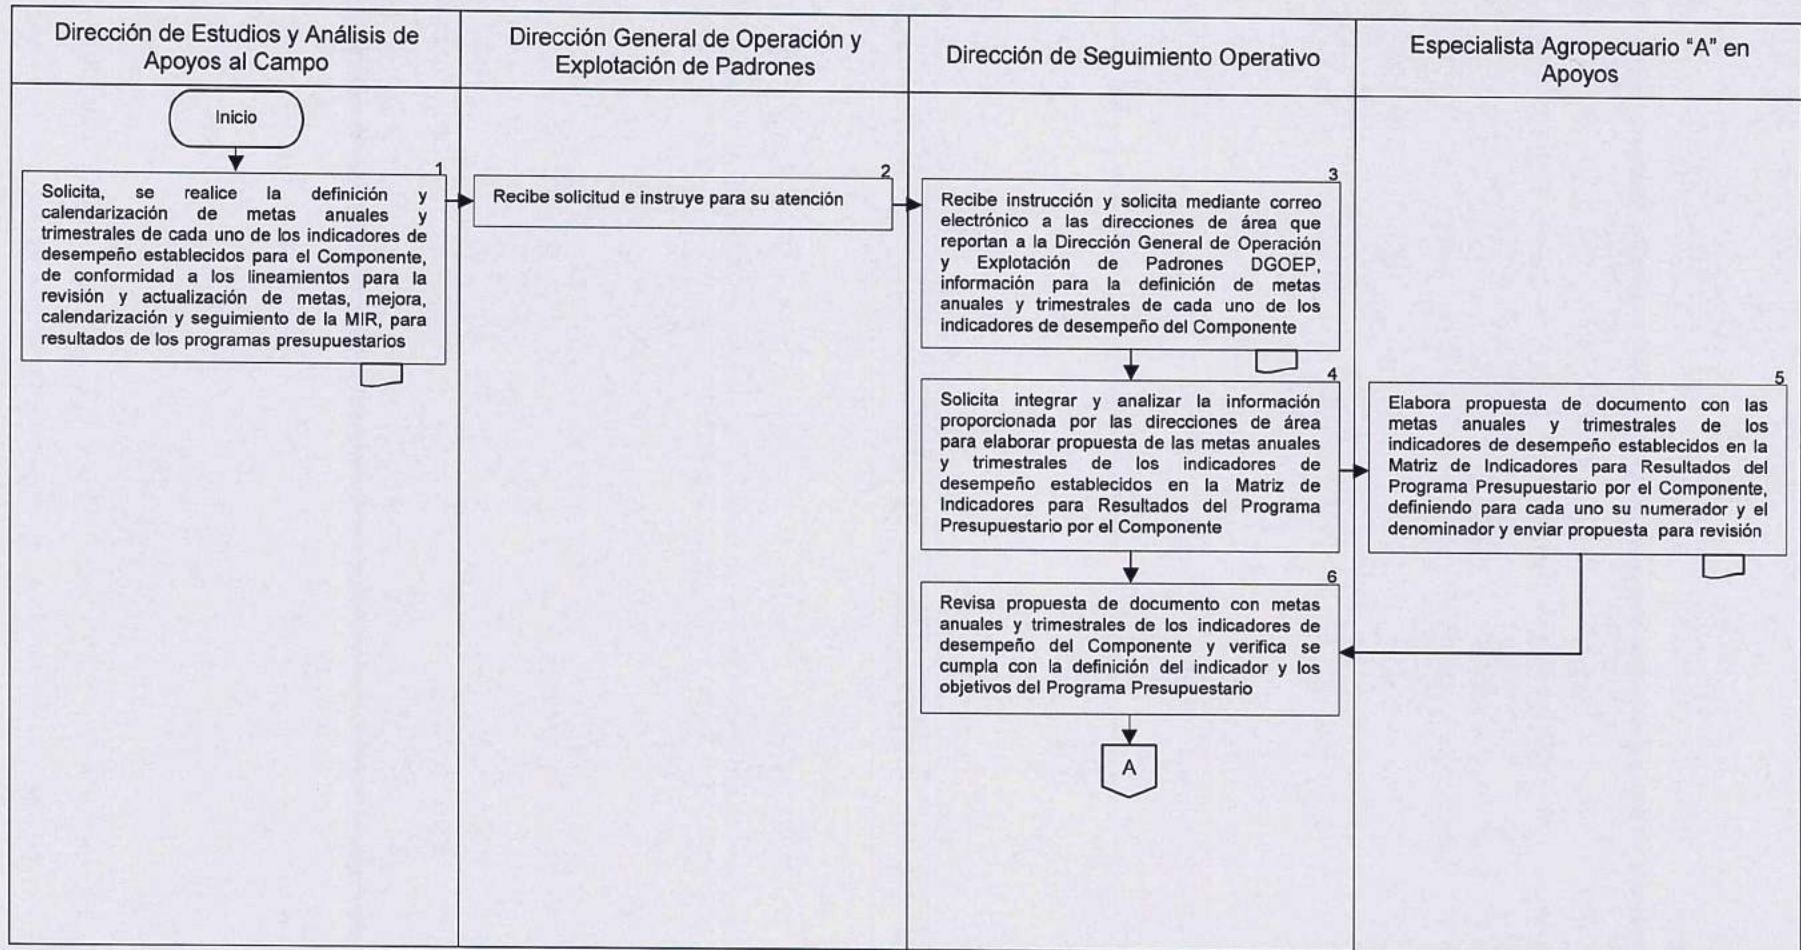 Dirección de Estudios y Análisis de
Apoyos al Campo
Dirección General de Operación y
Explotación de Padrones
Dirección de Seguimiento Operativo
Especialista Agropecuario "A" en
Apoyos
Inicio
1
Solicita, se realice la definición y
calendarización de metas anuales y
trimestrales de cada uno de los indicadores de
desempeño establecidos para el Componente,
de conformidad a los lineamientos para la
revisión y actualización de metas, mejora,
calendarización y seguimiento de la MIR, para
resultados de los programas presupuestarios
2
Recibe solicitud e instruye para su atención
3
Recibe instrucción y solicita mediante correo
electrónico a las direcciones de área que
reportan a la Dirección General de Operación
y Explotación de Padrones DGOEP,
información para la definición de metas
anuales y trimestrales de cada uno de los
indicadores de desempeño del Componente
4
Solicita integrar y analizar la información
proporcionada por las direcciones de área
para elaborar propuesta de las metas anuales
y trimestrales de los indicadores de
desempeño establecidos en la Matriz de
Indicadores para Resultados del Programa
Presupuestario por el Componente
5
Elabora propuesta de documento con las
metas anuales y trimestrales de los
indicadores de desempeño establecidos en la
Matriz de Indicadores para Resultados del
Programa Presupuestario por el Componente,
definiendo para cada uno su numerador y el
denominador y enviar propuesta para revisión
6
Revisa propuesta de documento con metas
anuales y trimestrales de los indicadores de
desempeño del Componente y verifica se
cumpla con la definición del indicador y los
objetivos del Programa Presupuestario
A